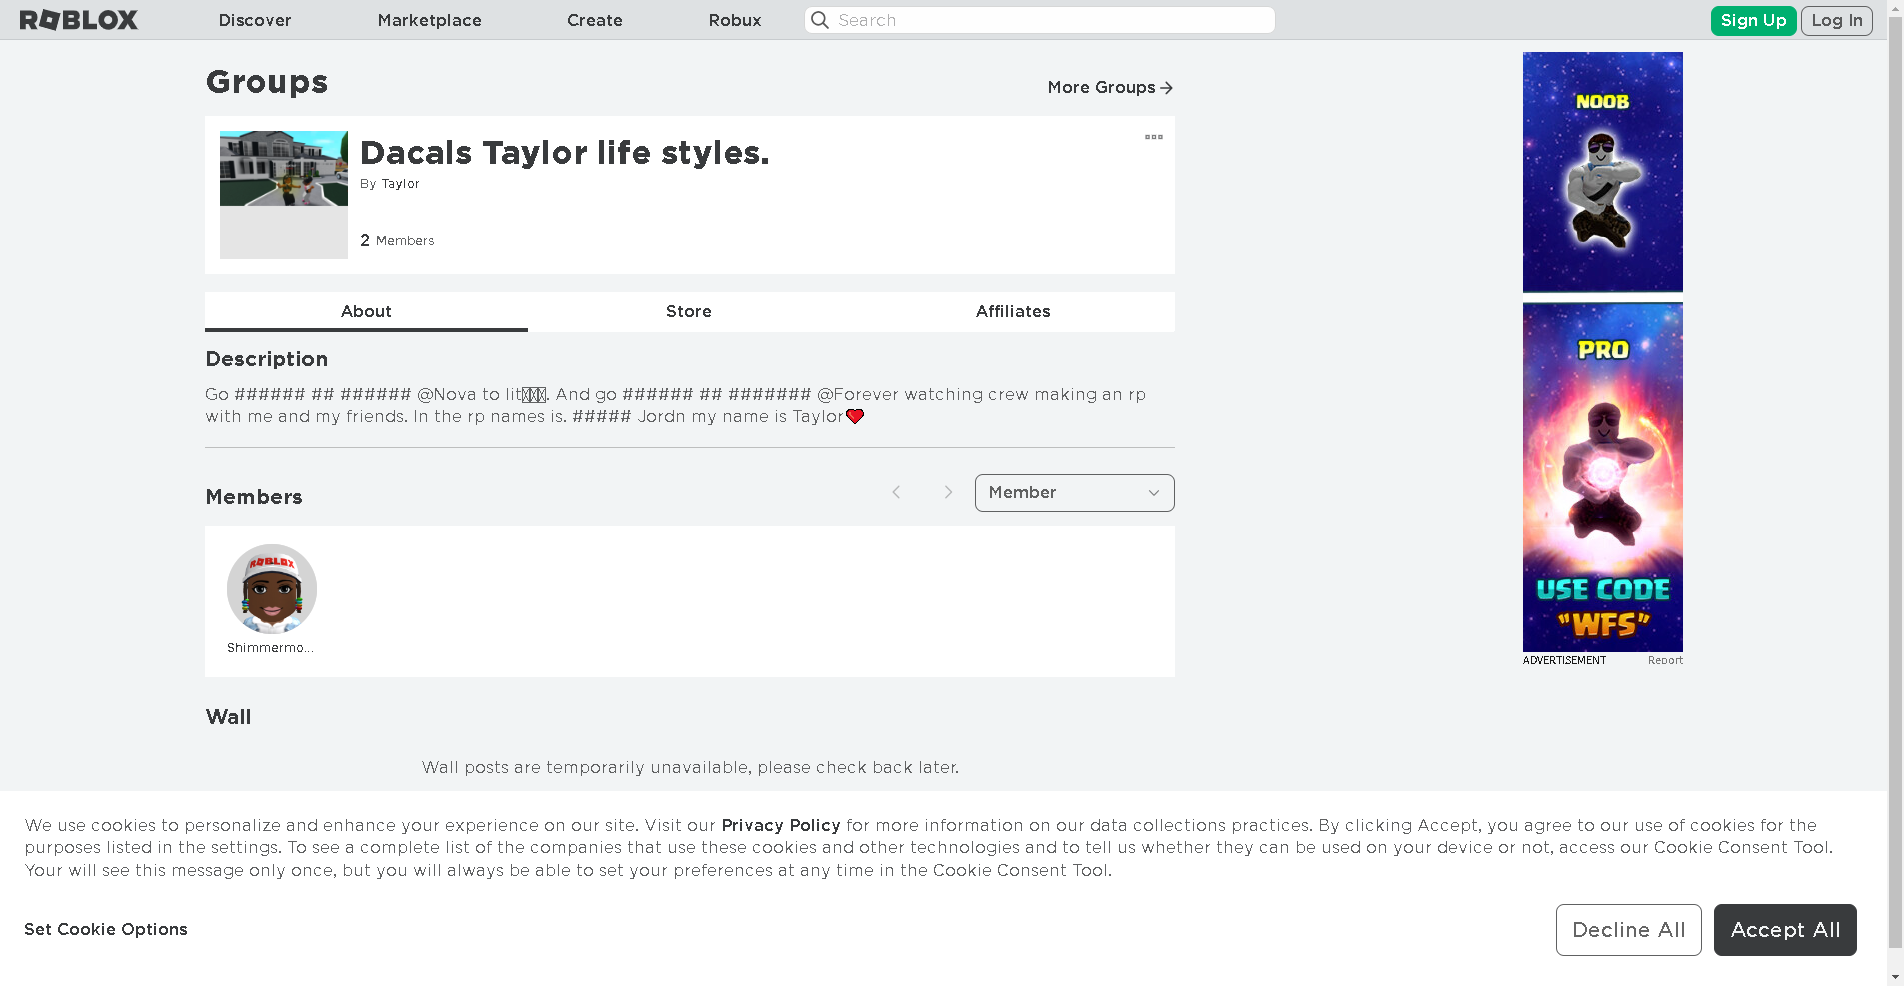 ROBLOX Discover Marketplace Create Robux Search Sign Up Log In
Groups
More Groups
Dacals Taylor life styles.
By Taylor
2 Members
About Store Affiliates
Description
Go ###### ## ###### @Nova to lit. And go ###### ## ####### @Forever watching crew making an rp
with me and my friends. In the rp names is. ##### Jordn my name is Taylor❤️
Members
Member
ROBLOX
Shimmermo...
Wall
Wall posts are temporarily unavailable, please check back later.
NOOB
PRO
USE CODE
"WFS"
ADVERTISEMENT Report
We use cookies to personalize and enhance your experience on our site. Visit our Privacy Policy for more information on our data collections practices. By clicking Accept, you agree to our use of cookies for the
purposes listed in the settings. To see a complete list of the companies that use these cookies and other technologies and to tell us whether they can be used on your device or not, access our Cookie Consent Tool.
Your will see this message only once, but you will always be able to set your preferences at any time in the Cookie Consent Tool.
Set Cookie Options
Decline All Accept All